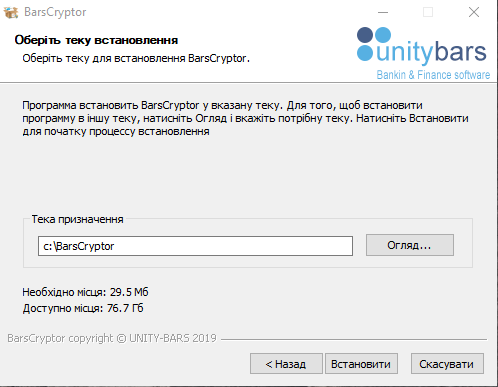 BarsCryptor
Оберіть теку встановлення
Оберіть теку для встановлення BarsCryptor.
unitybars
Bankin & Finance software
Програма встановить BarsCryptor у вказану теку. Для того, щоб встановити
програму в іншу теку, натисніть Огляд і вкажіть потрібну теку. Натисніть Встановити
для початку процессу встановлення
Тека призначення
c:\BarsCryptor
Огляд...
Необхідно місця: 29.5 Мб
Доступно місця: 76.7 Гб
BarsCryptor copyright © UNITY-BARS 2019
< Назад
Встановити
Скасувати